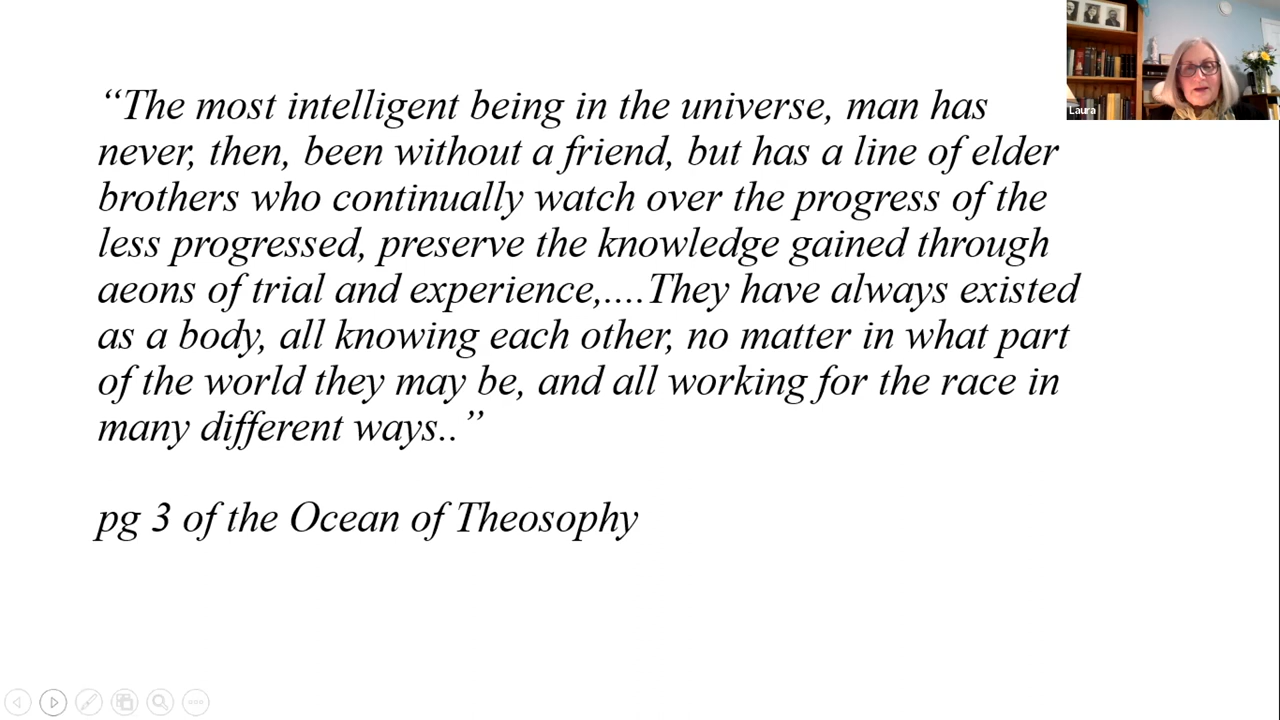 “The most intelligent being in the universe, man has
never, then, been without a friend, but has a line of elder
brothers who continually watch over the progress of the
less progressed, preserve the knowledge gained through
aeons of trial and experience,....They have always existed
as a body, all knowing each other, no matter in what part
of the world they may be, and all working for the race in
many different ways..”
pg 3 of the Ocean of Theosophy
Laura